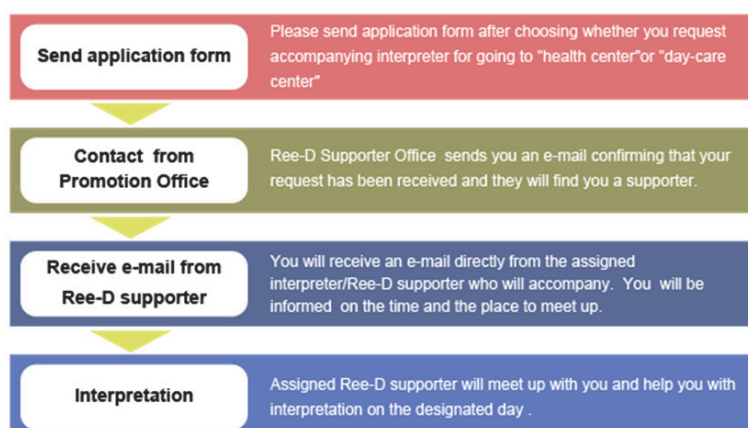 Send application form
Please send application form after choosing whether you request
accompanying interpreter for going to "health center"or "day-care
center"
Contact from
Promotion Office
Ree-D Supporter Office sends you an e-mail confirming that your
request has been received and they will find you a supporter.
Receive e-mail from
Ree-D supporter
You will receive an e-mail directly from the assigned
interpreter/Ree-D supporter who will accompany. You will be
informed on the time and the place to meet up.
Interpretation
Assigned Ree-D supporter will meet up with you and help you with
interpretation on the designated day .